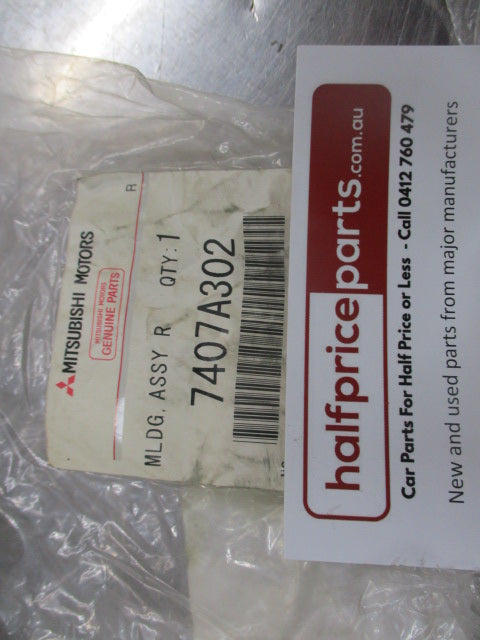 MITSUBISHI MOTORS
MITSUBISHI MOTORS
GENUINE PARTS
R
MLDG, ASSY R QTY:1
7407A302
halfpriceparts.com.au
Car Parts For Half Price or Less - Call 0412 760 479
New and used parts from major manufacturers